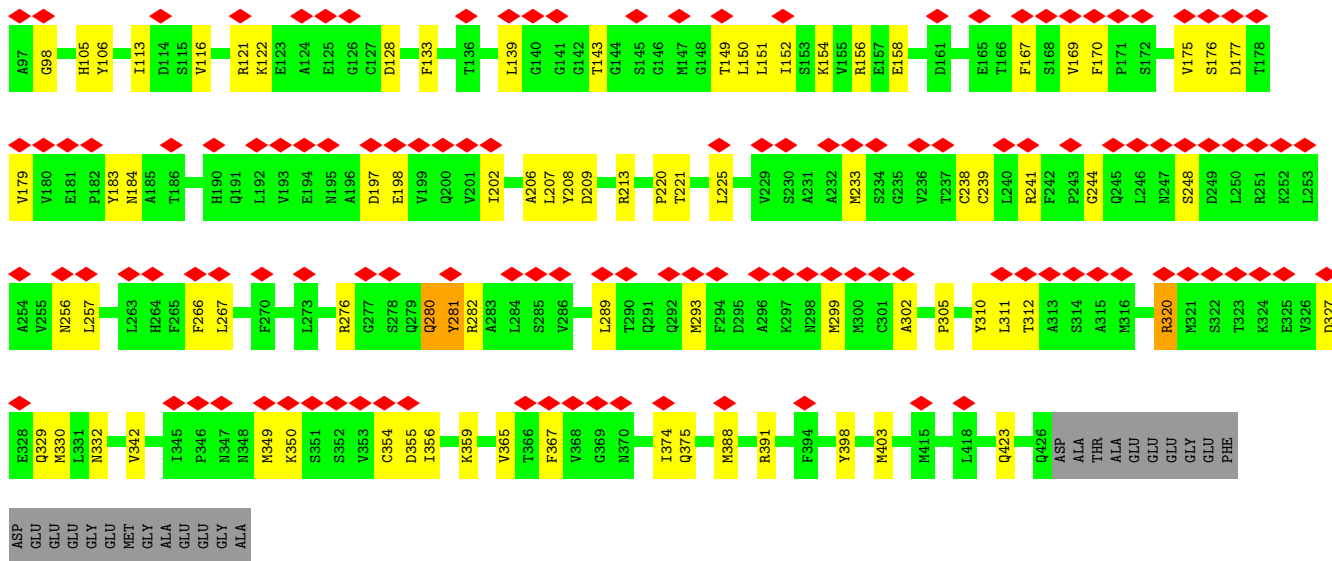 A97 G98 H105 Y106 I113 D114 S115 V116 R121 K122 E123 A124 E125 G126 C127 D128 F133 T136 L139 G140 G141 G142 T143 G144 S145 G146 M147 G148 T149 L150 L151 I152 S153 K154 V155 R156 E157 E158 D161 E165 T166 F167 S168 V169 F170 P171 S172 V175 S176 D177 T178
V179 V180 E181 P182 Y183 N184 A185 T186 H190 Q191 L192 V193 E194 N195 A196 D197 E198 V199 Q200 V201 I202 A206 L207 Y208 D209 R213 P220 T221 L225 V229 S230 A231 A232 M233 S234 G235 V236 T237 C238 C239 L240 R241 F242 P243 G244 Q245 L246 N247 S248 D249 L250 R251 K252 L253
A254 V255 N256 L257 L263 H264 F265 F266 L267 F270 L273 R276 G277 S278 Q279 Q280 Y281 R282 A283 L284 S285 V286 L289 T290 Q291 Q292 M293 F294 D295 A296 K297 N298 M299 M300 C301 A302 P305 Y310 L311 T312 A313 S314 A315 M316 R320 M321 S322 T323 K324 E325 V326 D327
E328 Q329 M330 L331 N332 V342 I345 P346 N347 N348 M349 K350 S351 S352 V353 C354 D355 I356 K359 V365 T366 F367 V368 G369 N370 I374 Q375 M388 R391 F394 Y398 M403 M415 L418 Q423 Q426 ASP ALA THR ALA GLU GLU GLU GLY GLU PHE
ASP GLU GLU GLU GLY GLU MET GLY ALA GLU GLU GLY ALA